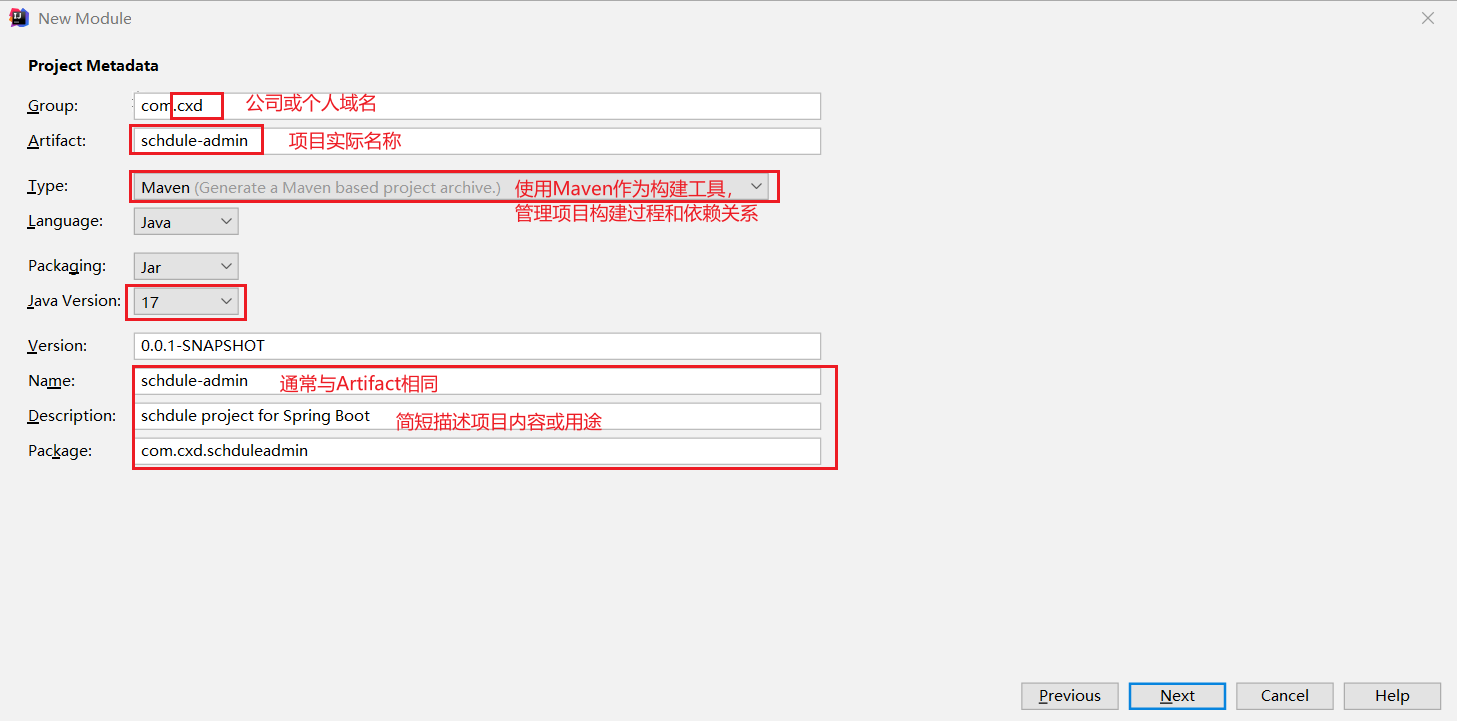 New Module
Project Metadata
Group: com.cxd 公司或个人域名
Artifact: schdule-admin 项目实际名称
Type: Maven (Generate a Maven based project archive.) 使用Maven作为构建工具，
管理项目构建过程和依赖关系
Language: Java
Packaging: Jar
Java Version: 17
Version: 0.0.1-SNAPSHOT
Name: schdule-admin 通常与Artifact相同
Description: schdule project for Spring Boot 简短描述项目内容或用途
Package: com.cxd.schduleadmin
Previous Next Cancel Help